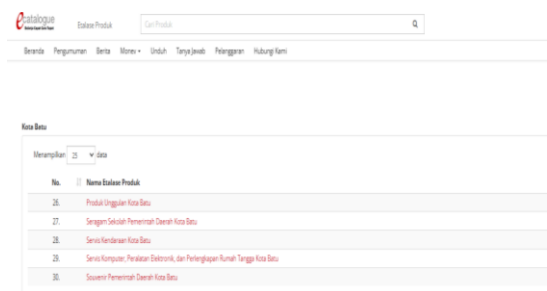 ecatalogue
Etalase Produk
Cari Produk
Beranda Pengumuman Berita Monev Unduh Tanya Jawab Pelanggaran Hubungi Kami
Kota Batu
Menampilkan 25 data
No. Nama Etalase Produk
26. Produk Unggulan Kota Batu
27. Seragam Sekolah Pemerintah Daerah Kota Batu
28. Servis Kendaraan Kota Batu
29. Servis Komputer, Peralatan Elektronik, dan Perlengkapan Rumah Tangga Kota Batu
30. Souvenir Pemerintah Daerah Kota Batu